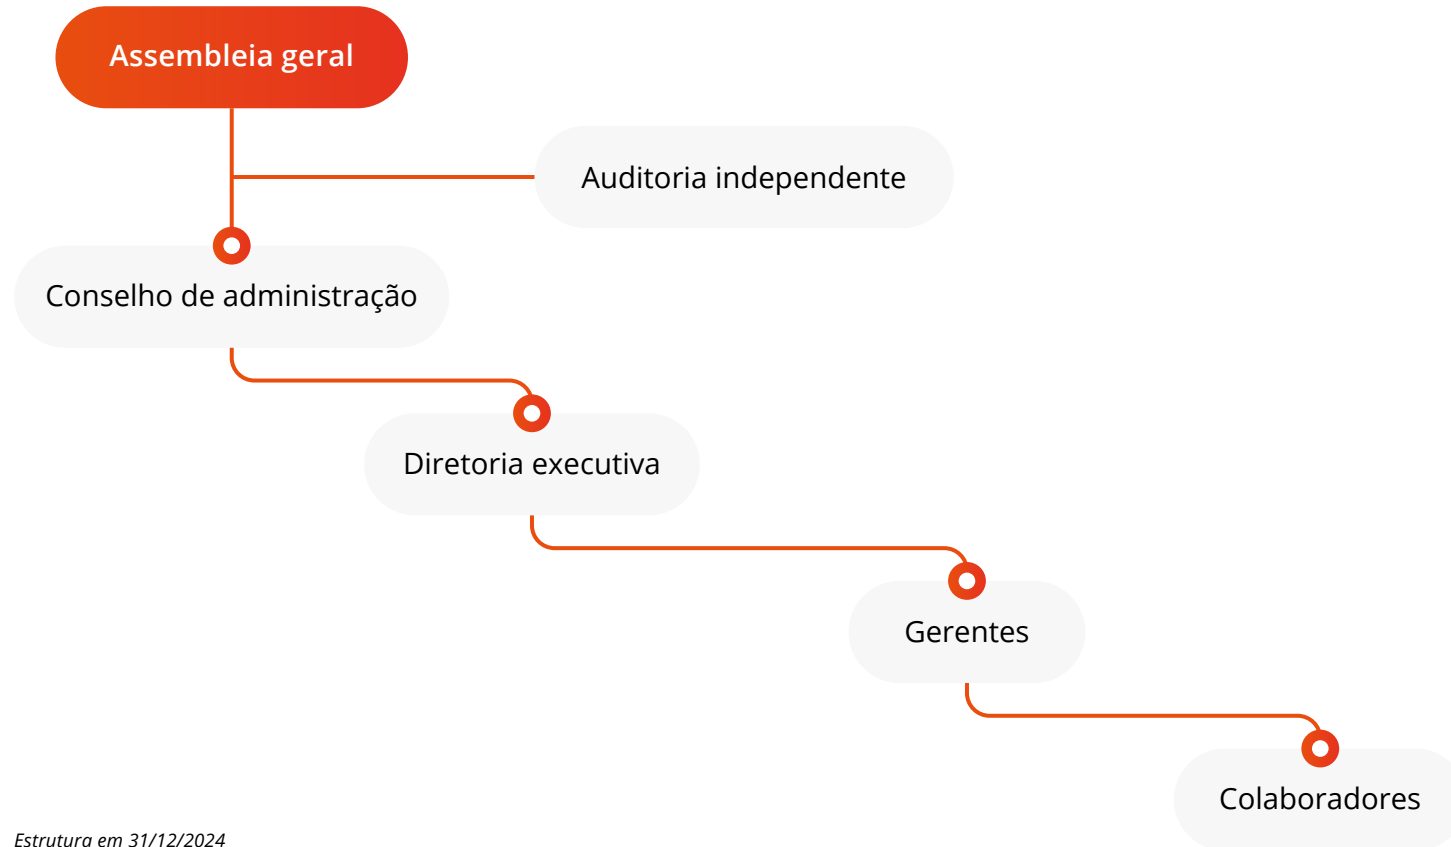 Assembleia geral
Auditoria independente
Conselho de administração
Diretoria executiva
Gerentes
Colaboradores
Estrutura em 31/12/2024